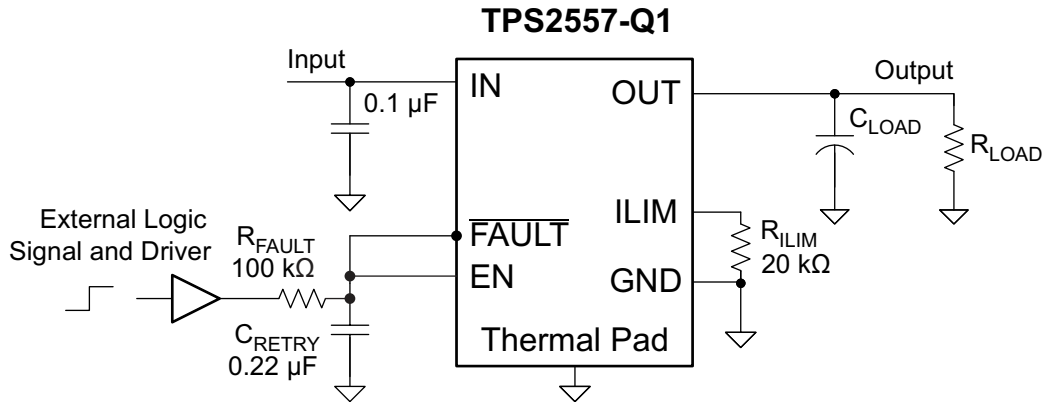 TPS2557-Q1
Input
IN
0.1 µF
OUT
Output
C_LOAD
R_LOAD
External Logic
Signal and Driver
R_FAULT
100 kΩ
FAULT
EN
ILIM
R_ILIM
20 kΩ
GND
C_RETRY
0.22 µF
Thermal Pad